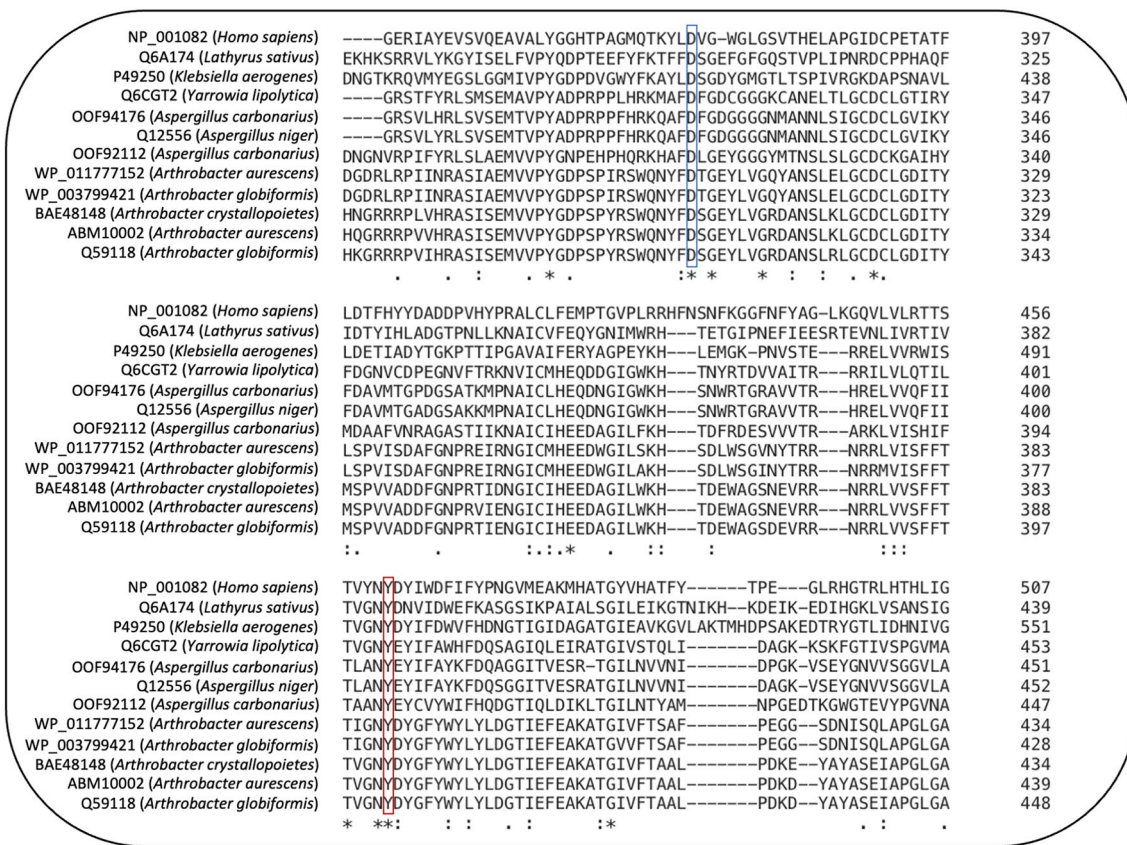 NP_001082 (Homo sapiens) ----GERIAYEVSVQEAVALYGGHTPAGMQTKYLDVG-WGLGSVTHELAPGIDCPETATF 397
Q6A174 (Lathyrus sativus) EKHKSRRVLYKGYISELFVPYQDPTEEFYFKTFFDSGEFGFGQSTVPLIPNRDCPPHAQF 325
P49250 (Klebsiella aerogenes) DNGTKRQVMYEGSLGGMIVPYGDPDVGWYFKAYLDSGDYGMGTLTSPIVRGKDAPSNAVL 438
Q6CGT2 (Yarrowia lipolytica) ----GRSTFYRLSMSEMAVPYADPRPPLHRKMAFDFGDCGGGKCANELTLGCDCLGTIRY 347
OOF94176 (Aspergillus carbonarius) ----GRSVLHRLSVSEMTVPYADPRPPFHRKQAFDFGDGGGGNMANNLSIGCDCLGVIKY 346
Q12556 (Aspergillus niger) ----GRSVLYRLSVSEMTVPYADPRPPFHRKQAFDFGDGGGGNMANNLSIGCDCLGVIKY 346
OOF92112 (Aspergillus carbonarius) DNGNVRPIFYRLSLAEMVVPYGNPEHPHQRKHAFDLGEYGGGYMTNSLSLGCDCKGAIHY 340
WP_011777152 (Arthrobacter aurescens) DGDRLRPIINRASIAEMVVPYGDPSPIRSWQNYFDTGEYLVGQYANSLELGCDCLGDITY 329
WP_003799421 (Arthrobacter globiformis) DGDRLRPIINRASIAEMVVPYGDPSPIRSWQNYFDTGEYLVGQYANSLELGCDCLGDITY 323
BAE48148 (Arthrobacter crystallopoietes) HNGRRRPLVHRASISEMVVPYGDPSPYRSWQNYFDSGEYLVGRDANSLKLGCDCLGDITY 329
ABM10002 (Arthrobacter aurescens) HQGRRRPVVHRASISEMVVPYGDPSPYRSWQNYFDSGEYLVGRDANSLKLGCDCLGDITY 334
Q59118 (Arthrobacter globiformis) HKGRRRPVIHRASISEMVVPYGDPSPYRSWQNYFDSGEYLVGRDANSLRLGCDCLGDITY 343
. . : * . :* * * : : *.
NP_001082 (Homo sapiens) LDTFHYYDADDPVHYPRALCLFEMPTGVPLRRHFNSNFKGGFNFYAG-LKGQVLVLRTTS 456
Q6A174 (Lathyrus sativus) IDTYIHLADGTPNLLKNAICVFEQYGNIMWRRH---TETGIPNEFIEESRTEVNLIVRTIV 382
P49250 (Klebsiella aerogenes) LDETIADYTGKPTTIPGAVAIFERYAGPEYKH---LEMGK-PNVSTE---RRELVVRWIS 491
Q6CGT2 (Yarrowia lipolytica) FDGNVCDPEGNVFTRKNVICMHEQDDGIGWKH---TNYRTDVVAITR---RRILVLQTIL 401
OOF94176 (Aspergillus carbonarius) FDAVMTGPDGSATKMPNAICLHEQDNGIGWKH---SNWRTGRAVVTR---HRELVVQFII 400
Q12556 (Aspergillus niger) FDAVMTGADGSAKKMPNAICLHEQDNGIGWKH---SNWRTGRAVVTR---HRELVVQFII 400
OOF92112 (Aspergillus carbonarius) MDAAFVNRAGASTIIKNAICIHEEDAGILFKH---TDFRDESVVVTR---ARKLVISHIF 394
WP_011777152 (Arthrobacter aurescens) LSPVISDAFGNPREIRNGICMHEEDWGILSKH---SDLWSGVNYTRR---NRRLVISFFT 383
WP_003799421 (Arthrobacter globiformis) LSPVISDAFGNPREIRNGICMHEEDWGILAKH---SDLWSGINYTRR---NRRMVISFFT 377
BAE48148 (Arthrobacter crystallopoietes) MSPVVADDFGNPRTIDNGICIHEEDAGILWKH---TDEWAGSNEVRR---NRRLVVSFFT 383
ABM10002 (Arthrobacter aurescens) MSPVVADDFGNPRVIENGICIHEEDAGILWKH---TDEWAGSNEVRR---NRRLVVSFFT 388
Q59118 (Arthrobacter globiformis) MSPVVADDFGNPRTIENGICIHEEDAGILWKH---TDEWAGSDEVRR---NRRLVVSFFT 397
:. . :.:.* . :: : :::
NP_001082 (Homo sapiens) TVYNYDYIWDFIFYPNGVMEAKMHATGYVHATFY-------TPE---GLRHGTRLHTHLIG 507
Q6A174 (Lathyrus sativus) TVGNYDNVIDWEFKASGSIKPAIALSGILEIKGTNIKH--KDEIK-EDIHGKLVSANSIG 439
P49250 (Klebsiella aerogenes) TVGNYDYIFDWVFHDNGTIGIDAGATGIEAVKGVLAKTMHDPSAKEDTRYGTLIDHNIVG 551
Q6CGT2 (Yarrowia lipolytica) TVGNYEYIFAWHFDQSAGIQLEIRATGIVSTQLI-------DAGK-KSKFGTIVSPGVMA 453
OOF94176 (Aspergillus carbonarius) TLANYEYIFAYKFDQAGGITVESR-TGILNVVNI-------DPGK-VSEYGNVVSGGVLA 451
Q12556 (Aspergillus niger) TLANYEYIFAYKFDQSGGITVESRATGILNVVNI-------DAGK-VSEYGNVVSGGVLA 452
OOF92112 (Aspergillus carbonarius) TAANYEYCVYWIFHQDGTIQLDIKLTGILNTYAM-------NPGEDTKGWGTEVYPGVNA 447
WP_011777152 (Arthrobacter aurescens) TIGNYDYGFYWYLYLDGTIEFEAKATGIVFTSAF-------PEGG--SDNISQLAPGLGA 434
WP_003799421 (Arthrobacter globiformis) TIGNYDYGFYWYLYLDGTIEFEAKATGVVFTSAF-------PEGG--SDNISQLAPGLGA 428
BAE48148 (Arthrobacter crystallopoietes) TVGNYDYGFYWYLYLDGTIEFEAKATGIVFTAAL-------PDKE--YAYASEIAPGLGA 434
ABM10002 (Arthrobacter aurescens) TVGNYDYGFYWYLYLDGTIEFEAKATGIVFTAAL-------PDKD--YAYASEIAPGLGA 439
Q59118 (Arthrobacter globiformis) TVGNYDYGFYWYLYLDGTIEFEAKATGIVFTAAL-------PDKD--YAYASEIAPGLGA 448
* **: : : . : :* . : .